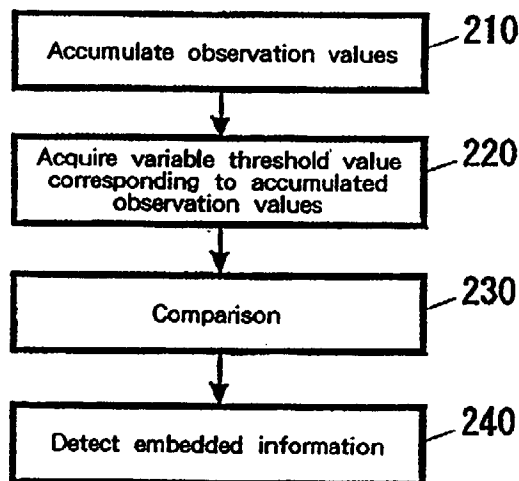 Accumulate observation values
210
Acquire variable threshold value
corresponding to accumulated
observation values
220
Comparison
230
Detect embedded information
240